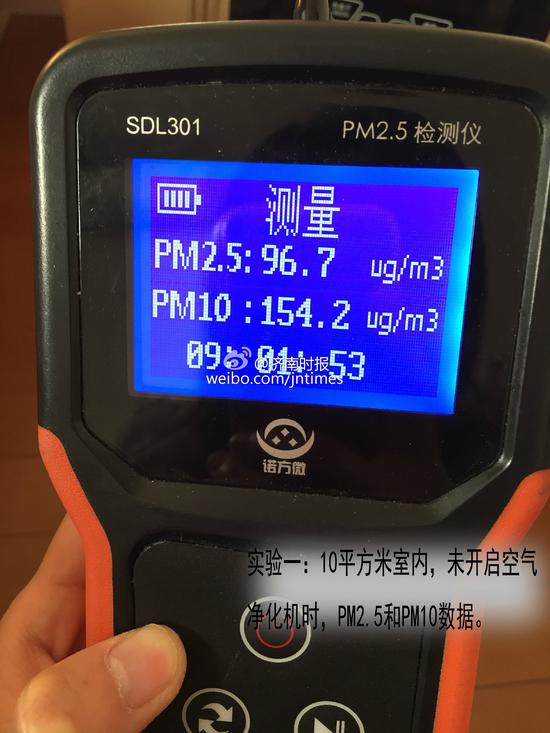 SDL301
PM2.5 检测仪
测量
PM2.5: 96.7 ug/m3
PM10 : 154.2 ug/m3
09: 01: 53
@济南时报
weibo.com/jntimes
诺方微
实验一：10平方米室内，未开启空气
净化机时，PM2.5和PM10数据。